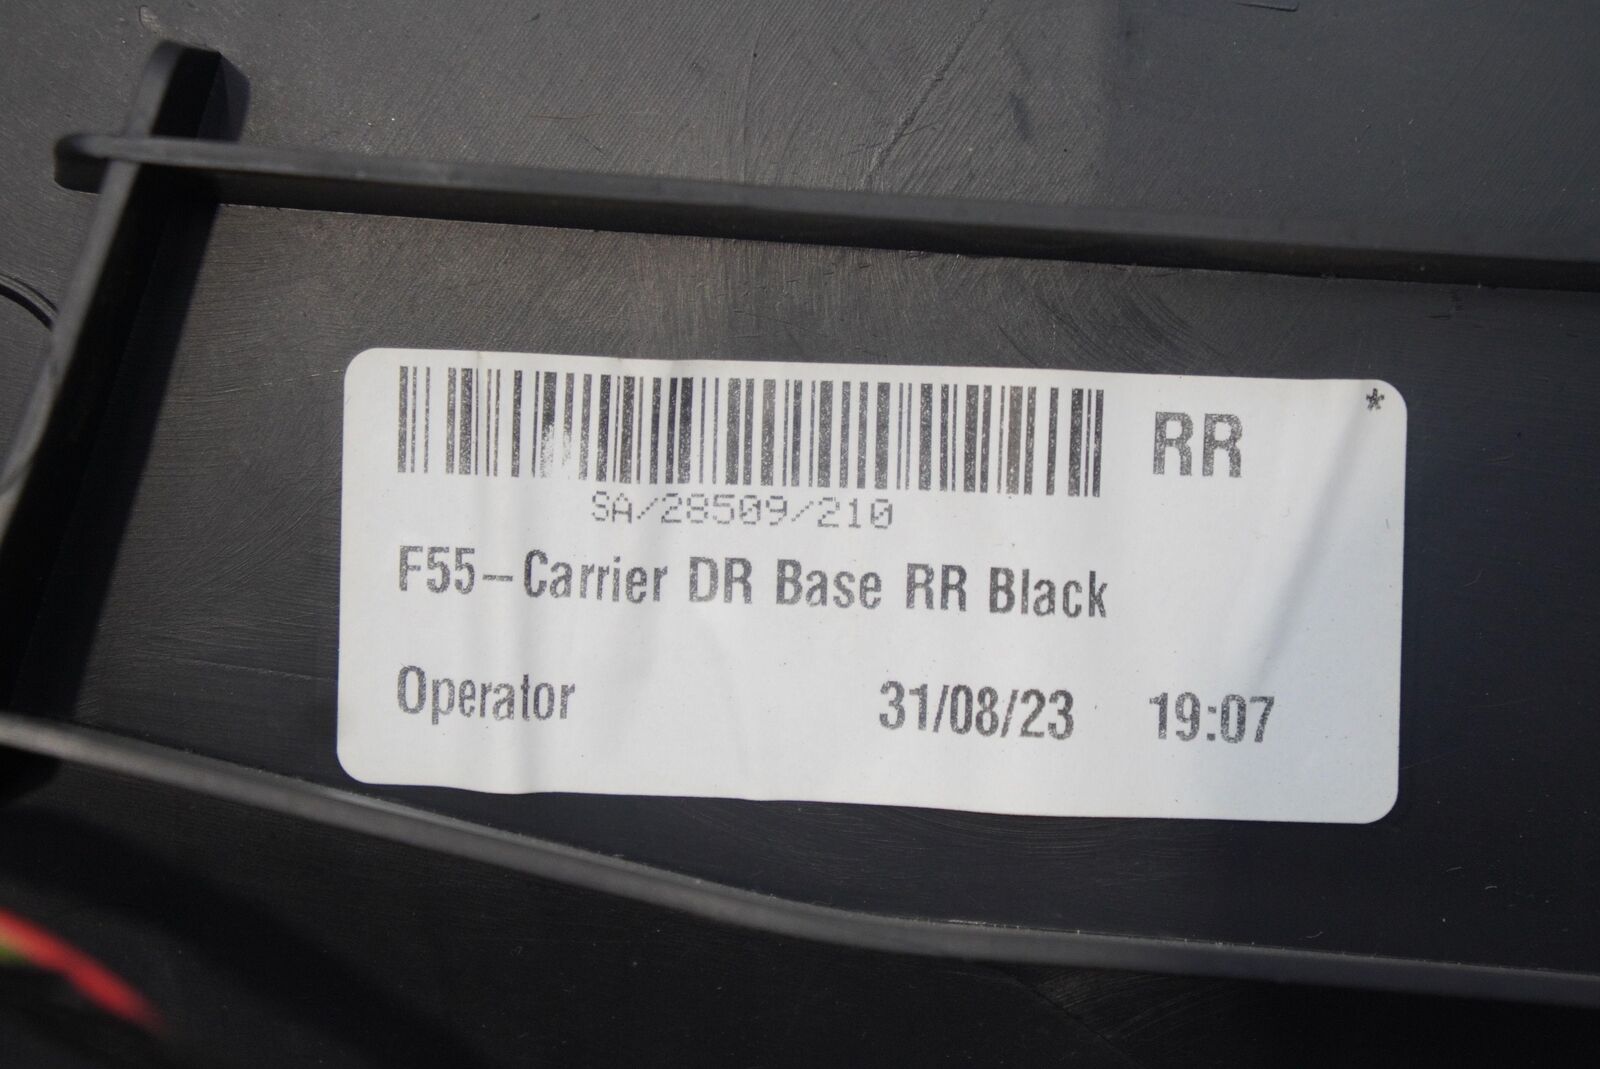 RR
*
SA/28509/210
F55-Carrier DR Base RR Black
Operator 31/08/23 19:07